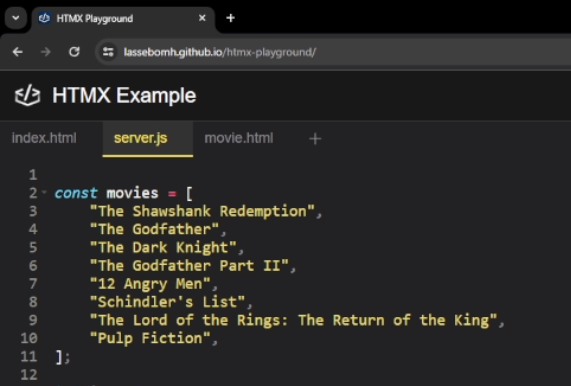 HTMX Playground
lassebomh.github.io/htmx-playground/
HTMX Example
index.html server.js movie.html
1
2 const movies = [
3 "The Shawshank Redemption",
4 "The Godfather",
5 "The Dark Knight",
6 "The Godfather Part II",
7 "12 Angry Men",
8 "Schindler's List",
9 "The Lord of the Rings: The Return of the King",
10 "Pulp Fiction",
11 ];
12